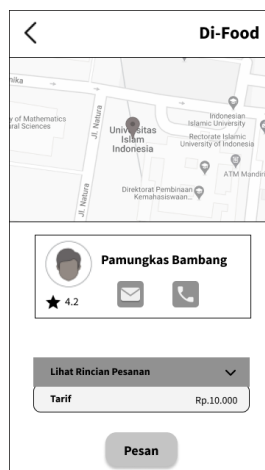 Di-Food
nika
y of Mathematics
ural Sciences
Jl. Natura
Universitas
Islam
Indonesia
Indonesian
Islamic University
Rectorate Islamic
University of Indonesia
ATM Mandiri
Jl. Natura
Direktorat Pembinaan
Kemahasiswaan...
Pamungkas Bambang
4.2
Lihat Rincian Pesanan
Tarif
Rp.10.000
Pesan